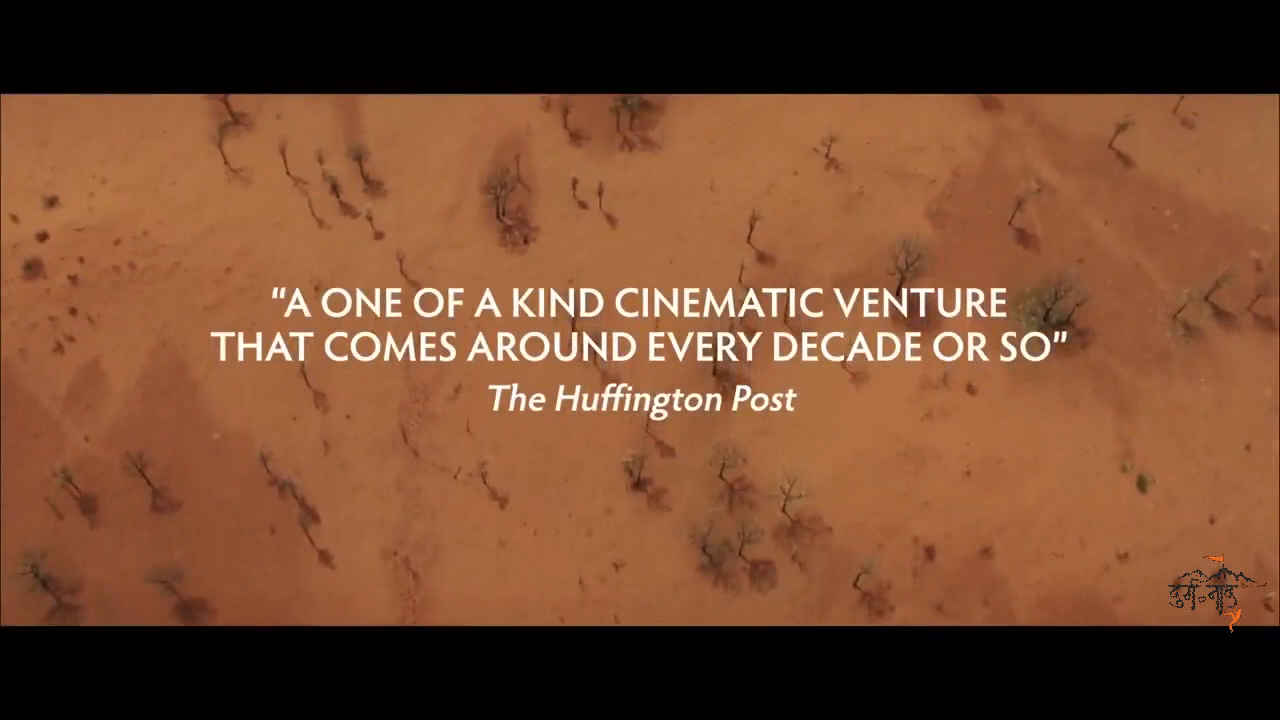 “A ONE OF A KIND CINEMATIC VENTURE
THAT COMES AROUND EVERY DECADE OR SO”
The Huffington Post